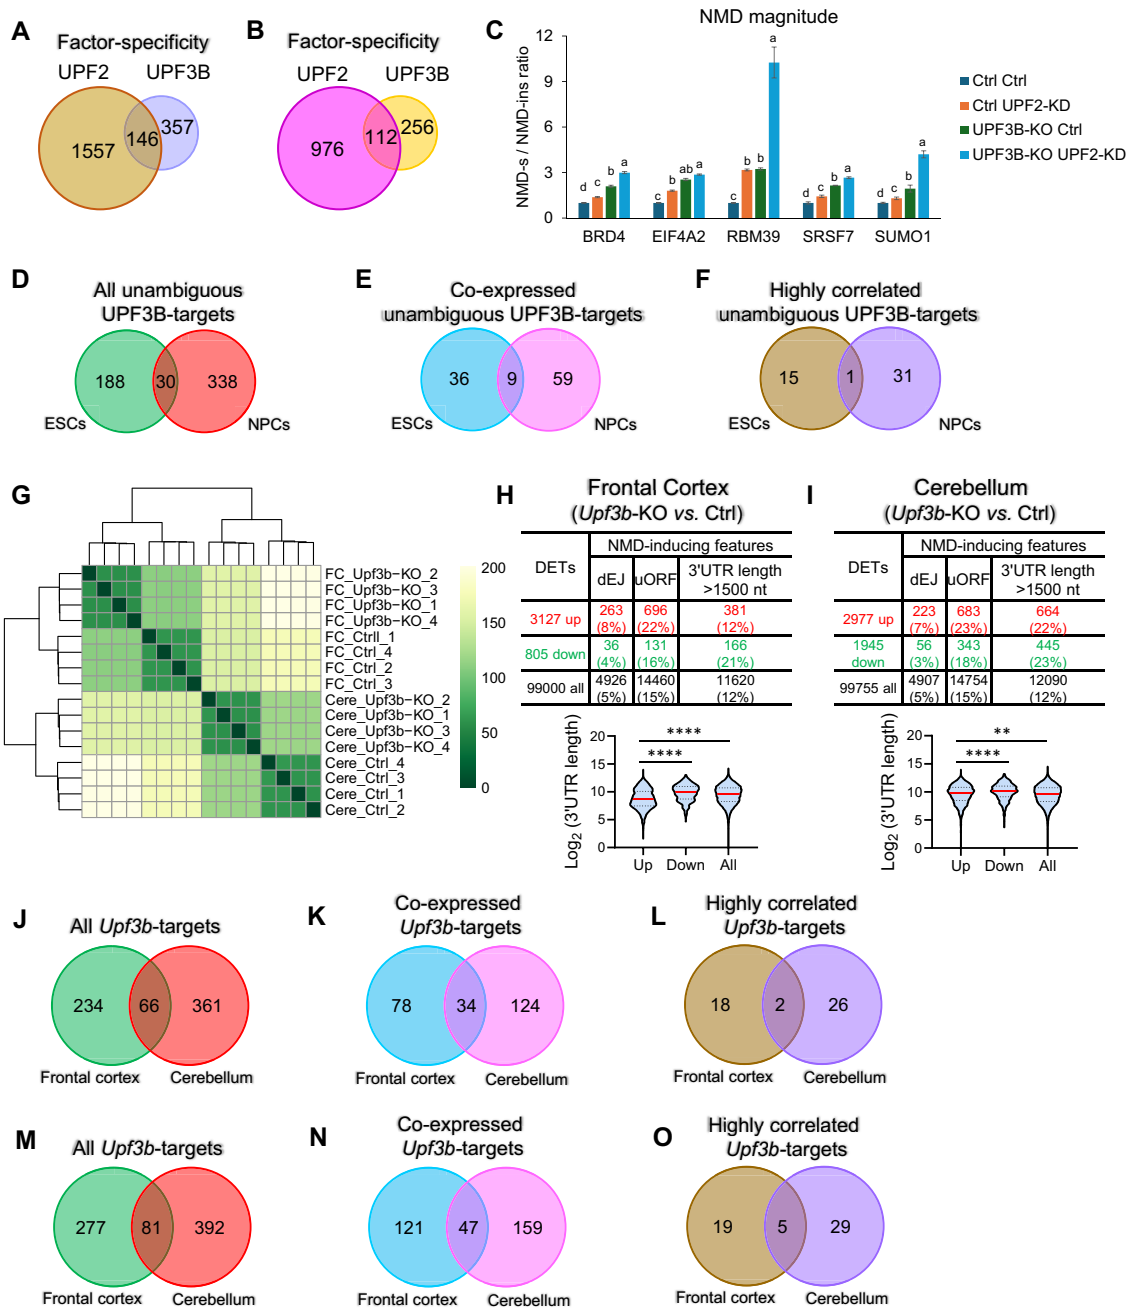 A
Factor-specificity
UPF2
UPF3B
1557
146
357
B
Factor-specificity
UPF2
UPF3B
976
112
256
C
NMD magnitude
NMD-s / NMD-ins ratio
12
9
6
3
0
d c b a
c b ab a
c b b a
d c b a
c b b a
BRD4 EIF4A2 RBM39 SRSF7 SUMO1
Ctrl Ctrl
Ctrl UPF2-KD
UPF3B-KO Ctrl
UPF3B-KO UPF2-KD
D
All unambiguous
UPF3B-targets
188
30
338
ESCs
NPCs
E
Co-expressed
unambiguous UPF3B-targets
36
9
59
ESCs
NPCs
F
Highly correlated
unambiguous UPF3B-targets
15
1
31
ESCs
NPCs
G
FC_Upf3b-KO_2
FC_Upf3b-KO_3
FC_Upf3b-KO_1
FC_Upf3b-KO_4
FC_Ctrll_1
FC_Ctrl_4
FC_Ctrl_2
FC_Ctrl_3
Cere_Upf3b-KO_2
Cere_Upf3b-KO_1
Cere_Upf3b-KO_3
Cere_Upf3b-KO_4
Cere_Ctrl_4
Cere_Ctrl_3
Cere_Ctrl_1
Cere_Ctrl_2
200
150
100
50
0
H
Frontal Cortex
(Upf3b-KO vs. Ctrl)
NMD-inducing features
DETs dEJ uORF 3'UTR length
>1500 nt
3127 up 263 696 381
(8%) (22%) (12%)
805 down 36 131 166
(4%) (16%) (21%)
99000 all 4926 14460 11620
(5%) (15%) (12%)
Log2 (3'UTR length)
20
15
10
5
0
****
****
Up Down All
I
Cerebellum
(Upf3b-KO vs. Ctrl)
NMD-inducing features
DETs dEJ uORF 3'UTR length
>1500 nt
2977 up 223 683 664
(7%) (23%) (22%)
1945 down 56 343 445
(3%) (18%) (23%)
99755 all 4907 14754 12090
(5%) (15%) (12%)
Log2 (3'UTR length)
20
15
10
5
0
**
****
Up Down All
J
All Upf3b-targets
234
66
361
Frontal cortex
Cerebellum
K
Co-expressed
Upf3b-targets
78
34
124
Frontal cortex
Cerebellum
L
Highly correlated
Upf3b-targets
18
2
26
Frontal cortex
Cerebellum
M
All Upf3b-targets
277
81
392
Frontal cortex
Cerebellum
N
Co-expressed
Upf3b-targets
121
47
159
Frontal cortex
Cerebellum
O
Highly correlated
Upf3b-targets
19
5
29
Frontal cortex
Cerebellum